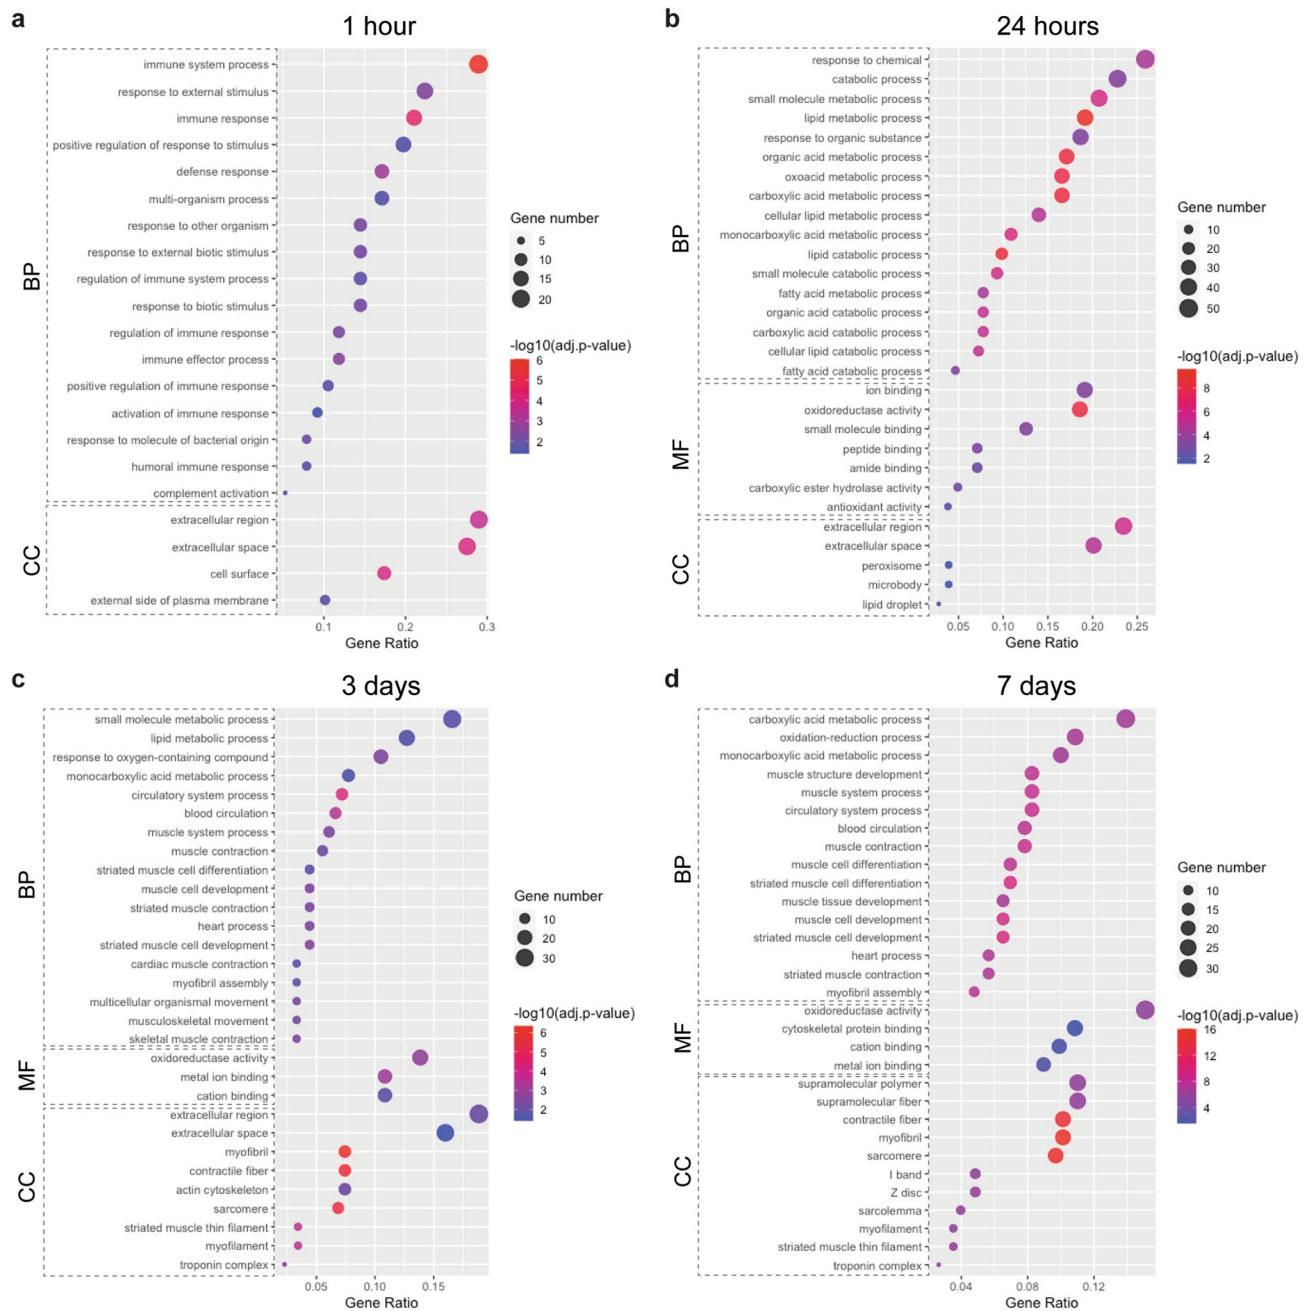 a
1 hour
BP
immune system process
response to external stimulus
immune response
positive regulation of response to stimulus
defense response
multi-organism process
response to other organism
response to external biotic stimulus
regulation of immune system process
response to biotic stimulus
regulation of immune response
immune effector process
positive regulation of immune response
activation of immune response
response to molecule of bacterial origin
humoral immune response
complement activation
CC
extracellular region
extracellular space
cell surface
external side of plasma membrane
0.1 0.2 0.3
Gene Ratio
Gene number
5
10
15
20
-log10(adj.p-value)
6
5
4
3
2
b
24 hours
BP
response to chemical
catabolic process
small molecule metabolic process
lipid metabolic process
response to organic substance
organic acid metabolic process
oxoacid metabolic process
carboxylic acid metabolic process
cellular lipid metabolic process
monocarboxylic acid metabolic process
lipid catabolic process
small molecule catabolic process
fatty acid metabolic process
organic acid catabolic process
carboxylic acid catabolic process
cellular lipid catabolic process
fatty acid catabolic process
MF
ion binding
oxidoreductase activity
small molecule binding
peptide binding
amide binding
carboxylic ester hydrolase activity
antioxidant activity
CC
extracellular region
extracellular space
peroxisome
microbody
lipid droplet
0.05 0.10 0.15 0.20 0.25
Gene Ratio
Gene number
10
20
30
40
50
-log10(adj.p-value)
8
6
4
2
c
3 days
BP
small molecule metabolic process
lipid metabolic process
response to oxygen-containing compound
monocarboxylic acid metabolic process
circulatory system process
blood circulation
muscle system process
muscle contraction
striated muscle cell differentiation
muscle cell development
striated muscle contraction
heart process
striated muscle cell development
cardiac muscle contraction
myofibril assembly
multicellular organismal movement
musculoskeletal movement
skeletal muscle contraction
MF
oxidoreductase activity
metal ion binding
cation binding
CC
extracellular region
extracellular space
myofibril
contractile fiber
actin cytoskeleton
sarcomere
striated muscle thin filament
myofilament
troponin complex
0.05 0.10 0.15
Gene Ratio
Gene number
10
20
30
-log10(adj.p-value)
6
5
4
3
2
d
7 days
BP
carboxylic acid metabolic process
oxidation-reduction process
monocarboxylic acid metabolic process
muscle structure development
muscle system process
circulatory system process
blood circulation
muscle contraction
muscle cell differentiation
striated muscle cell differentiation
muscle tissue development
muscle cell development
striated muscle cell development
heart process
striated muscle contraction
myofibril assembly
MF
oxidoreductase activity
cytoskeletal protein binding
cation binding
metal ion binding
CC
supramolecular polymer
supramolecular fiber
contractile fiber
myofibril
sarcomere
I band
Z disc
sarcolemma
myofilament
striated muscle thin filament
troponin complex
0.04 0.08 0.12
Gene Ratio
Gene number
10
15
20
25
30
-log10(adj.p-value)
16
12
8
4